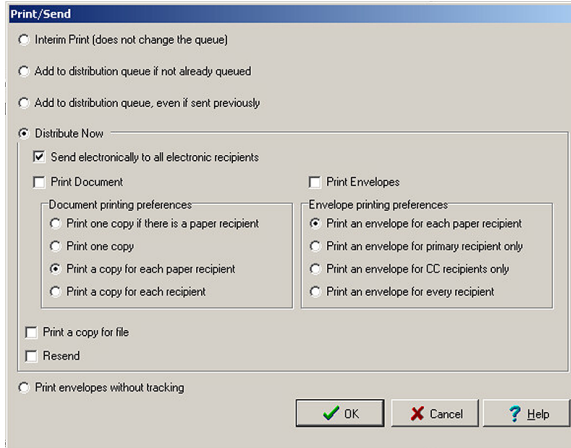 Print/Send
Interim Print (does not change the queue)
Add to distribution queue if not already queued
Add to distribution queue, even if sent previously
Distribute Now
Send electronically to all electronic recipients
Print Document
Print Envelopes
Document printing preferences
Print one copy if there is a paper recipient
Print one copy
Print a copy for each paper recipient
Print a copy for each recipient
Envelope printing preferences
Print an envelope for each paper recipient
Print an envelope for primary recipient only
Print an envelope for CC recipients only
Print an envelope for every recipient
Print a copy for file
Resend
Print envelopes without tracking
OK
Cancel
Help